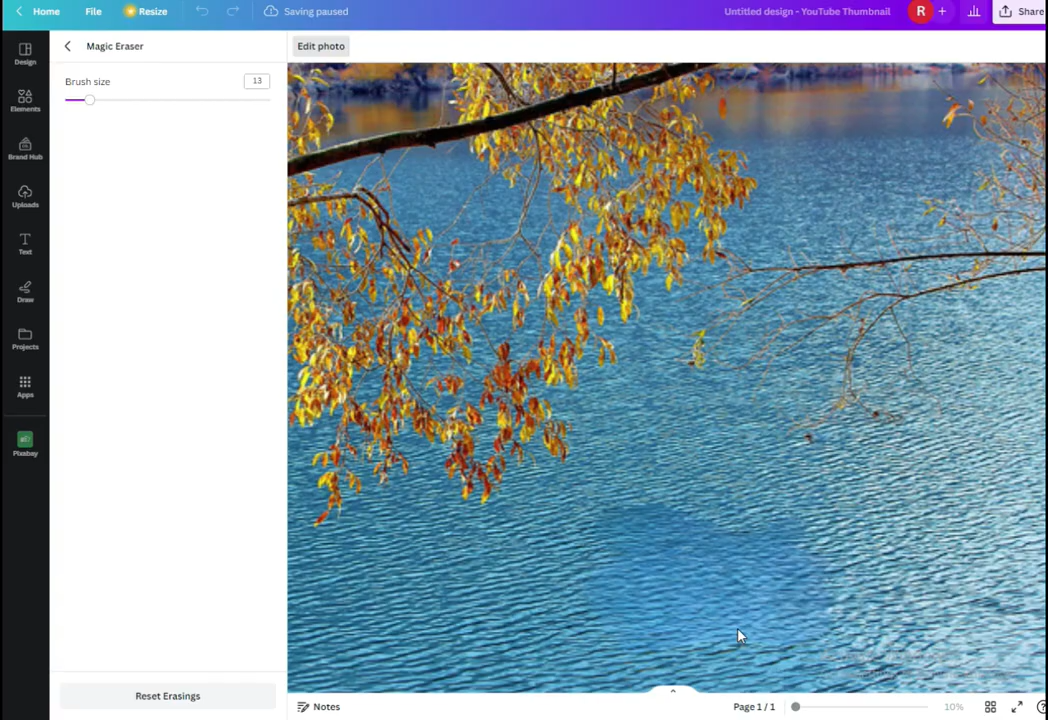 Home File Resize Saving paused Untitled design - YouTube Thumbnail R + Share
Design
Elements
Brand Hub
Uploads
Text
Draw
Projects
Apps
Pixabay
Magic Eraser
Brush size 13
Reset Erasings
Edit photo
Notes Page 1 / 1 10% ?